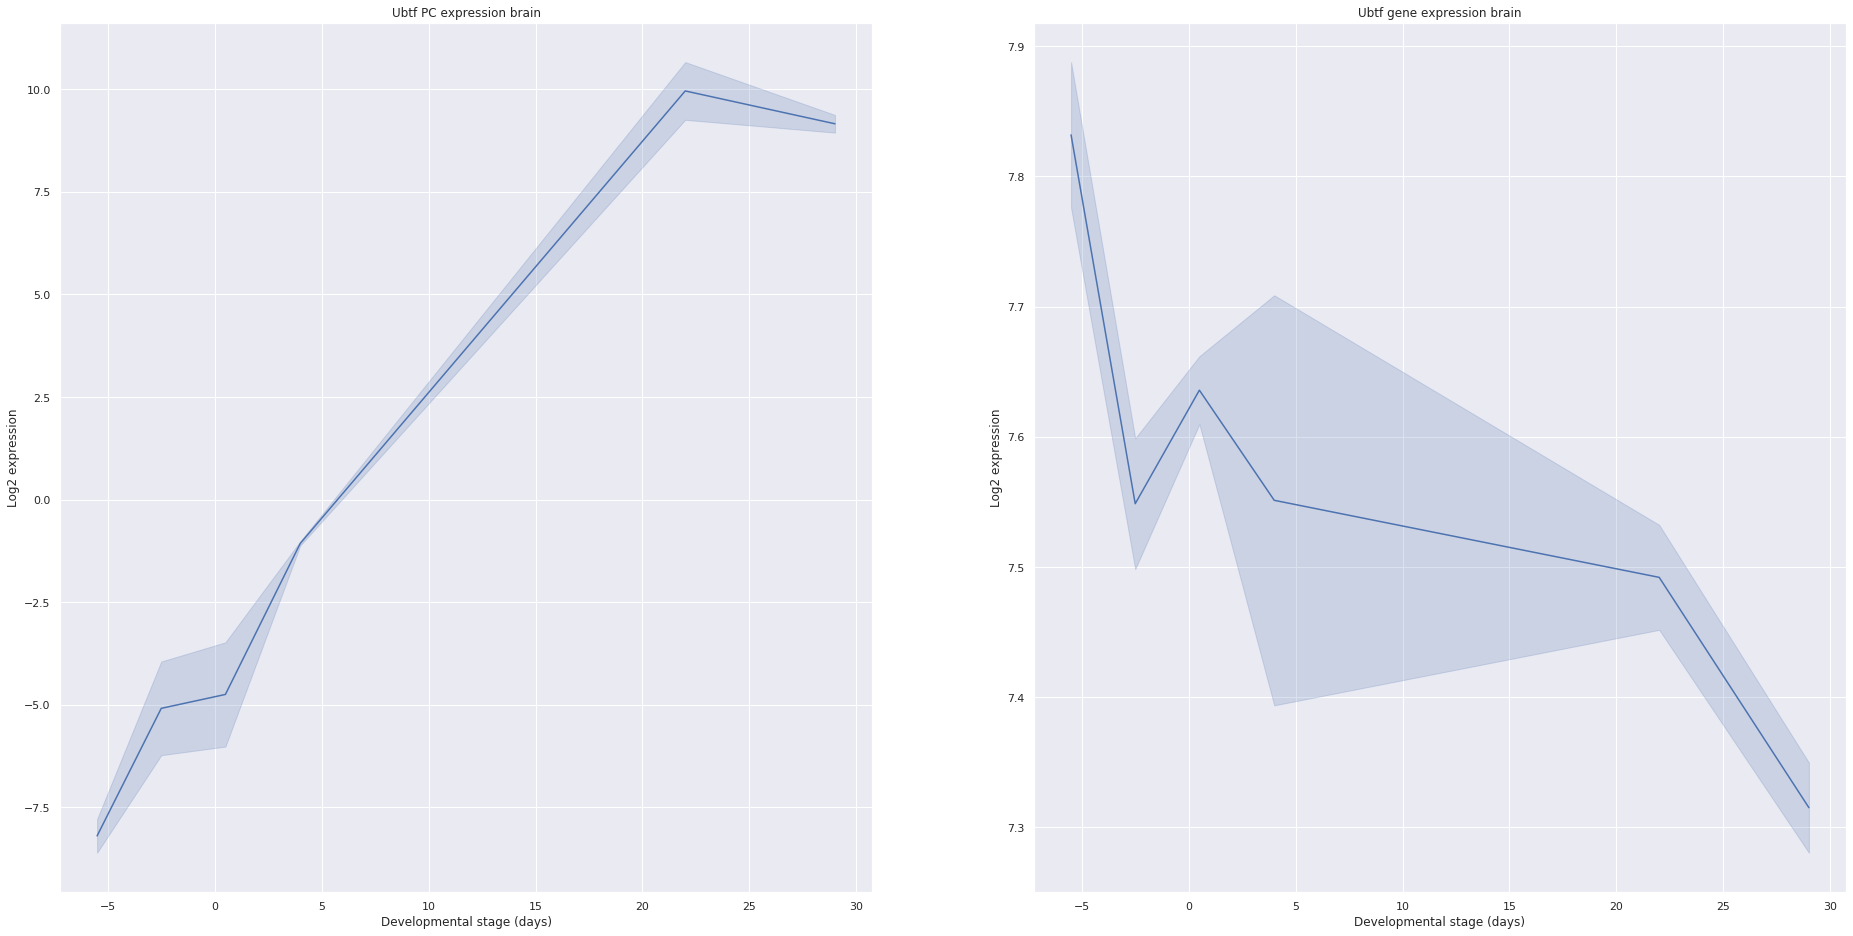 Ubtf PC expression brain
Log2 expression
10.0
7.5
5.0
2.5
0.0
−2.5
−5.0
−7.5
−5 0 5 10 15 20 25 30
Developmental stage (days)
Ubtf gene expression brain
Log2 expression
7.9
7.8
7.7
7.6
7.5
7.4
7.3
−5 0 5 10 15 20 25 30
Developmental stage (days)